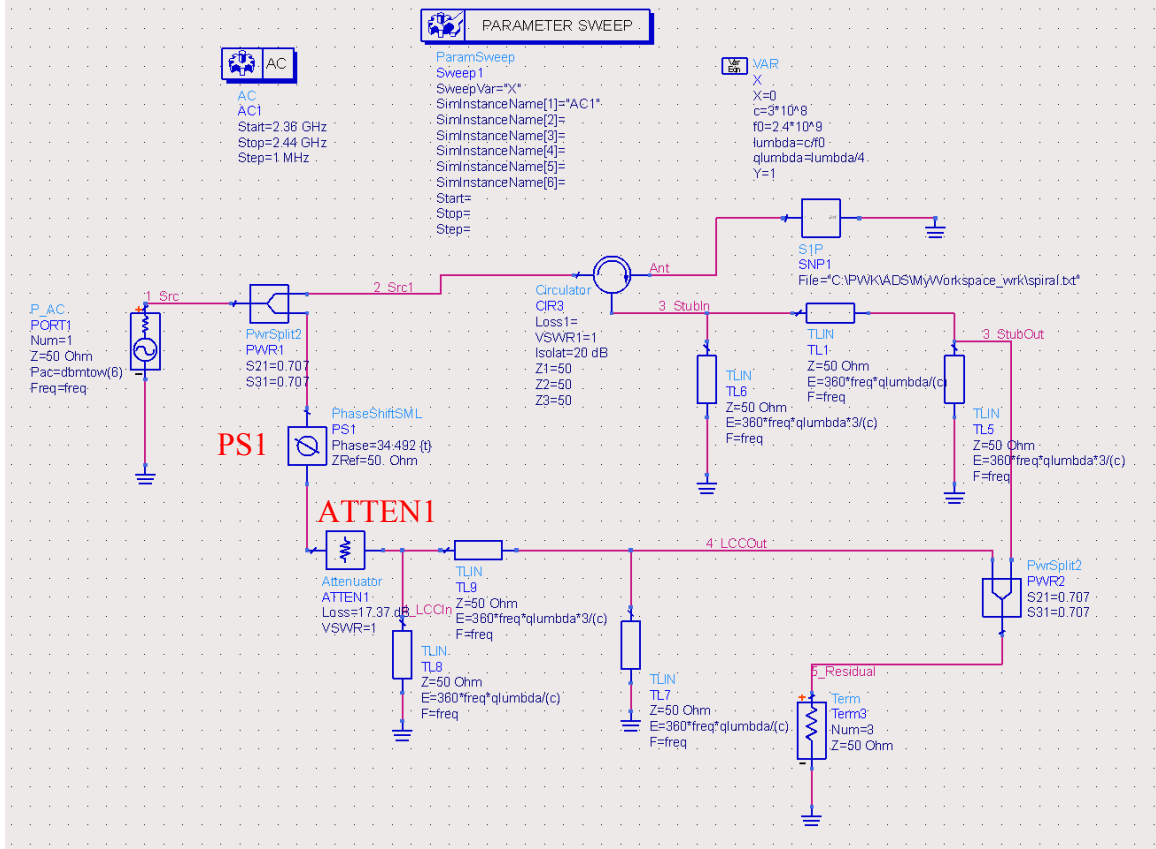 PARAMETER SWEEP
ParamSweep
Sweep1
SweepVar="X"
SimInstanceName[1]="AC1"
SimInstanceName[2]=
SimInstanceName[3]=
SimInstanceName[4]=
SimInstanceName[5]=
SimInstanceName[6]=
Start=
Stop=
Step=
AC
AC
AC1
Start=2.36 GHz
Stop=2.44 GHz
Step=1 MHz
Var
Eqn
VAR
X
X=0
c=3*10^8
f0=2.4*10^9
lumbda=c/f0
qlumbda=lumbda/4
Y=1
S1P
SNP1
File="C:\PWK\ADS\MyWorkspace_wrk\spiral.txt"
1_Src
2_Src1
Ant
3_StubIn
3_StubOut
P_AC
PORT1
Num=1
Z=50 Ohm
Pac=dbmtow(6)
Freq=freq
PwrSplit2
PWR1
S21=0.707
S31=0.707
Circulator
CIR3
Loss1=
VSWR1=1
Isolat=20 dB
Z1=50
Z2=50
Z3=50
TLIN
TL1
Z=50 Ohm
E=360*freq*qlumbda/(c)
F=freq
TLIN
TL6
Z=50 Ohm
E=360*freq*qlumbda*3/(c)
F=freq
TLIN
TL5
Z=50 Ohm
E=360*freq*qlumbda*3/(c)
F=freq
PS1
PhaseShiftSML
PS1
Phase=34.492 {t}
ZRef=50. Ohm
ATTEN1
Attenuator
ATTEN1
Loss=17.37 dB
VSWR=1
_LCCIn
4_LCCOut
TLIN
TL9
Z=50 Ohm
E=360*freq*qlumbda*3/(c)
F=freq
TLIN
TL8
Z=50 Ohm
E=360*freq*qlumbda/(c)
F=freq
TLIN
TL7
Z=50 Ohm
E=360*freq*qlumbda/(c)
F=freq
PwrSplit2
PWR2
S21=0.707
S31=0.707
5_Residual
Term
Term3
Num=3
Z=50 Ohm